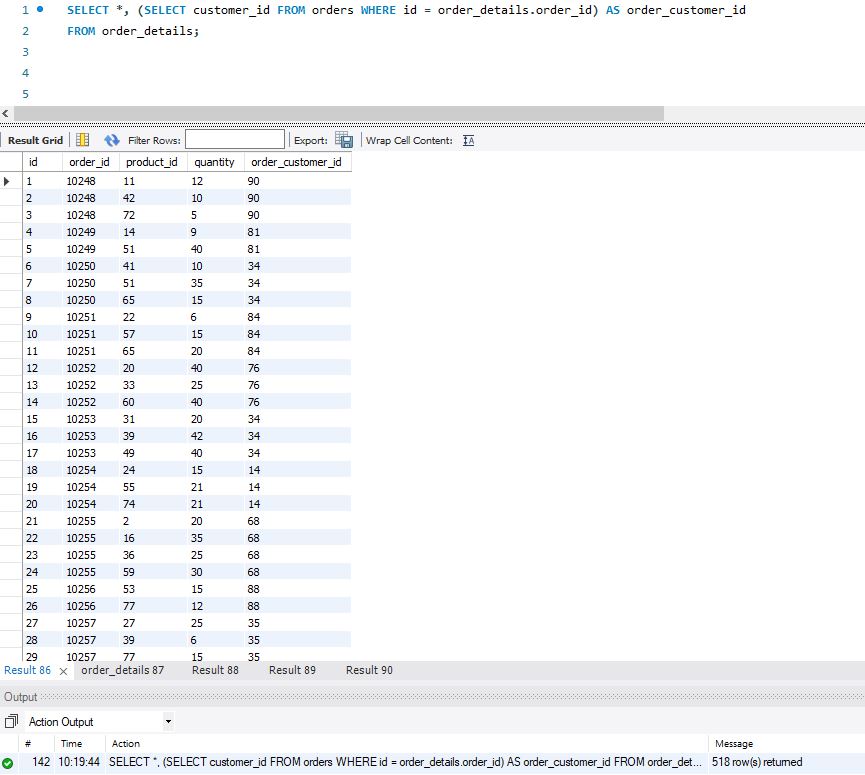 1 SELECT *, (SELECT customer_id FROM orders WHERE id = order_details.order_id) AS order_customer_id
2 FROM order_details;
3
4
5
Result Grid Filter Rows: Export: Wrap Cell Content:
id order_id product_id quantity order_customer_id
1 10248 11 12 90
2 10248 42 10 90
3 10248 72 5 90
4 10249 14 9 81
5 10249 51 40 81
6 10250 41 10 34
7 10250 51 35 34
8 10250 65 15 34
9 10251 22 6 84
10 10251 57 15 84
11 10251 65 20 84
12 10252 20 40 76
13 10252 33 25 76
14 10252 60 40 76
15 10253 31 20 34
16 10253 39 42 34
17 10253 49 40 34
18 10254 24 15 14
19 10254 55 21 14
20 10254 74 21 14
21 10255 2 20 68
22 10255 16 35 68
23 10255 36 25 68
24 10255 59 30 68
25 10256 53 15 88
26 10256 77 12 88
27 10257 27 25 35
28 10257 39 6 35
29 10257 77 15 35
Result 86 order_details 87 Result 88 Result 89 Result 90
Output
Action Output
# Time Action Message
142 10:19:44 SELECT *, (SELECT customer_id FROM orders WHERE id = order_details.order_id) AS order_customer_id FROM order_det... 518 row(s) returned